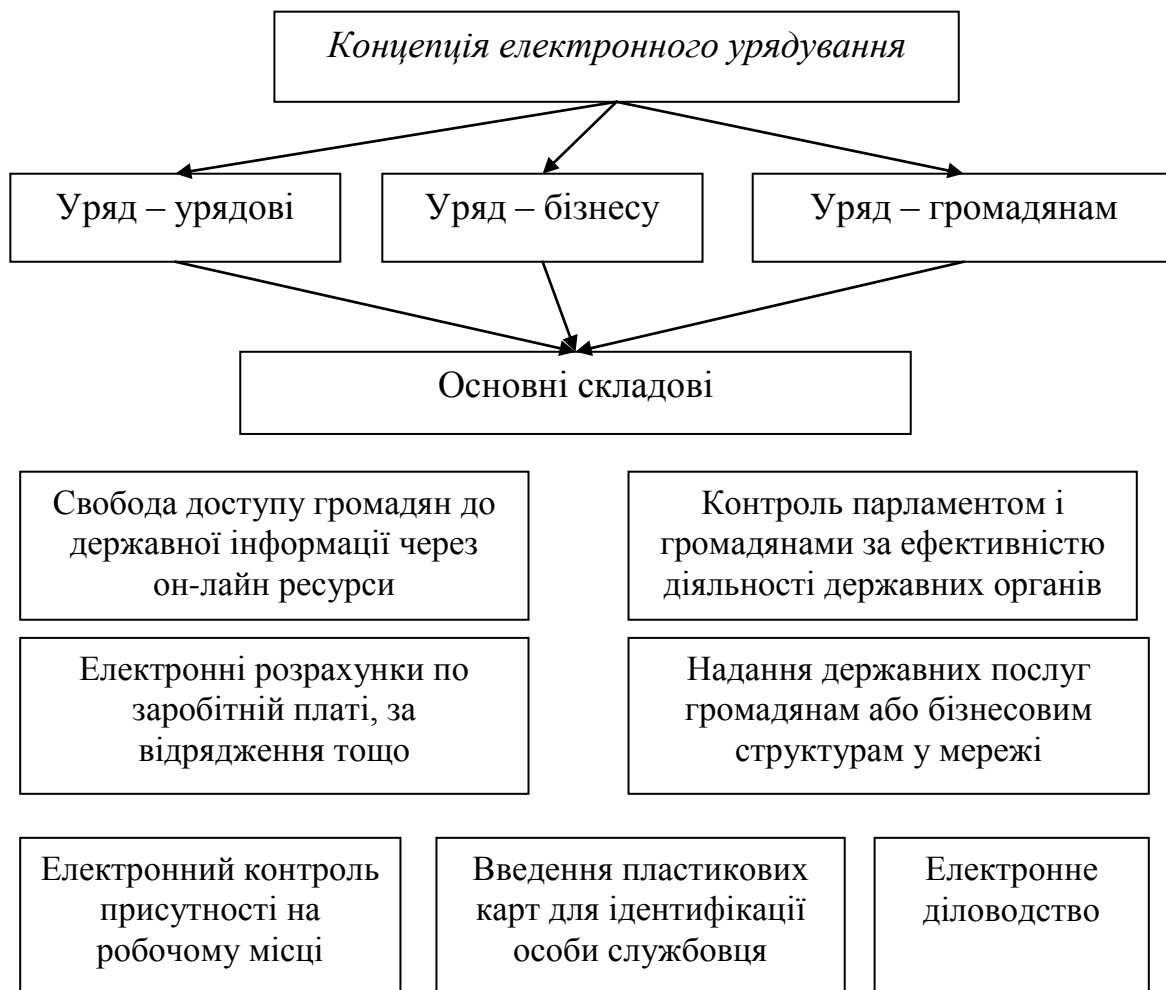 Концепція електронного урядування
Уряд – урядові
Уряд – бізнесу
Уряд – громадянам
Основні складові
Свобода доступу громадян до
державної інформації через
он-лайн ресурси
Контроль парламентом і
громадянами за ефективністю
діяльності державних органів
Електронні розрахунки по
заробітній платі, за
відрядження тощо
Надання державних послуг
громадянам або бізнесовим
структурам у мережі
Електронний контроль
присутності на
робочому місці
Введення пластикових
карт для ідентифікації
особи службовця
Електронне
діловодство